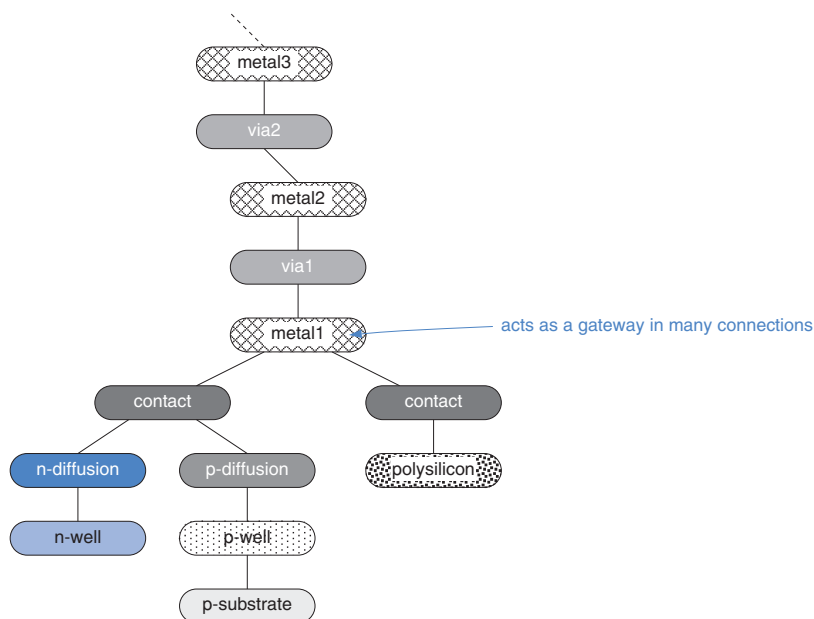 metal3
via2
metal2
via1
metal1
acts as a gateway in many connections
contact
contact
n-diffusion
p-diffusion
polysilicon
n-well
p-well
p-substrate